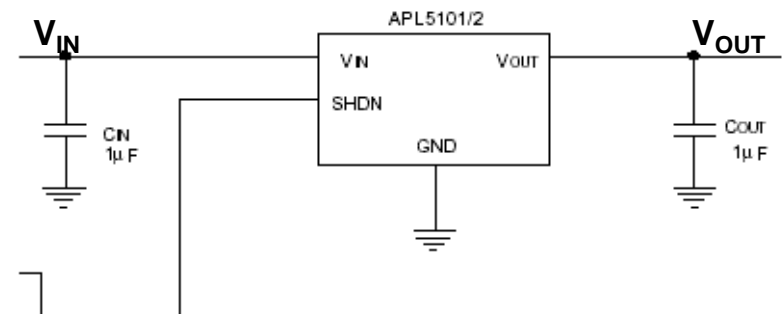 APL5101/2
VIN
VOUT
VIN
VOUT
SHDN
CIN
1μF
GND
COUT
1μF